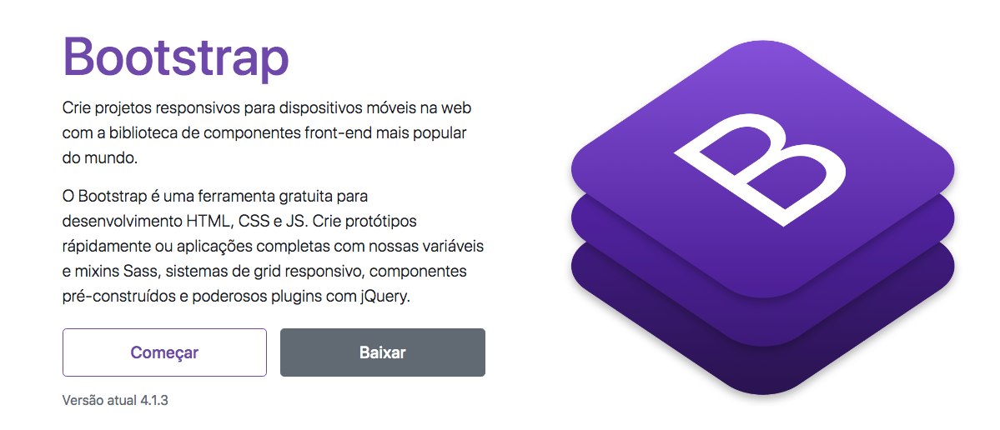 Bootstrap
Crie projetos responsivos para dispositivos móveis na web
com a biblioteca de componentes front-end mais popular
do mundo.
O Bootstrap é uma ferramenta gratuita para
desenvolvimento HTML, CSS e JS. Crie protótipos
rápidamente ou aplicações completas com nossas variáveis
e mixins Sass, sistemas de grid responsivo, componentes
pré-construídos e poderosos plugins com jQuery.
Começar
Baixar
Versão atual 4.1.3
B